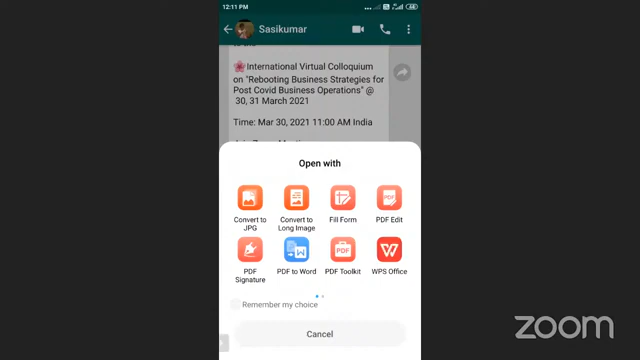 12:11 PM
Sasikumar
to the
🌸International Virtual Colloquium
on "Rebooting Business Strategies for
Post Covid Business Operations" @
30, 31 March 2021
Time: Mar 30, 2021 11:00 AM India
Open with
Convert to
JPG
Convert to
Long Image
Fill Form
PDF Edit
PDF
Signature
PDF to Word
PDF Toolkit
WPS Office
Remember my choice
Cancel
zoom